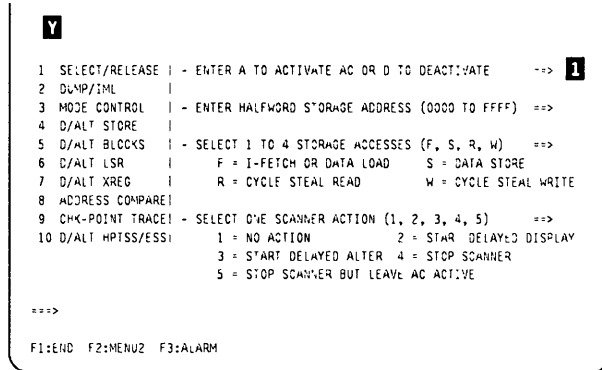 Y
1 SELECT/RELEASE | - ENTER A TO ACTIVATE AC OR D TO DEACTIVATE ==> 1
2 DUMP/IML |
3 MODE CONTROL | - ENTER HALFWORD STORAGE ADDRESS (0000 TO FFFF) ==>
4 D/ALT STORE |
5 D/ALT BLOCKS | - SELECT 1 TO 4 STORAGE ACCESSES (F, S, R, W) ==>
6 D/ALT LSR | F = I-FETCH OR DATA LOAD S = DATA STORE
7 D/ALT XREG | R = CYCLE STEAL READ W = CYCLE STEAL WRITE
8 ADDRESS COMPARE|
9 CHK-POINT TRACE| - SELECT ONE SCANNER ACTION (1, 2, 3, 4, 5) ==>
10 D/ALT HPTSS/ESS| 1 = NO ACTION 2 = START DELAYED DISPLAY
3 = START DELAYED ALTER 4 = STOP SCANNER
5 = STOP SCANNER BUT LEAVE AC ACTIVE
===>
F1:END F2:MENU2 F3:ALARM